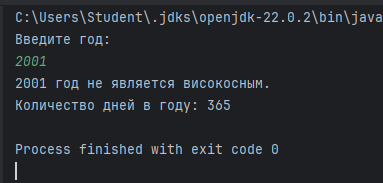 C:\Users\Student\.jdks\openjdk-22.0.2\bin\java
Введите год:
2001
2001 год не является високосным.
Количество дней в году: 365
Process finished with exit code 0